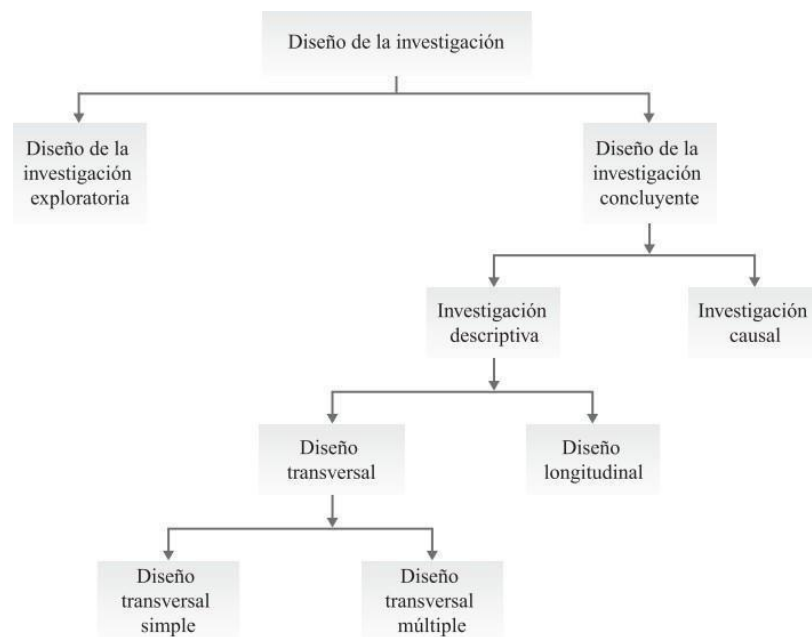 Diseño de la investigación
Diseño de la
investigación
exploratoria
Diseño de la
investigación
concluyente
Investigación
descriptiva
Investigación
causal
Diseño
transversal
Diseño
longitudinal
Diseño
transversal
simple
Diseño
transversal
múltiple